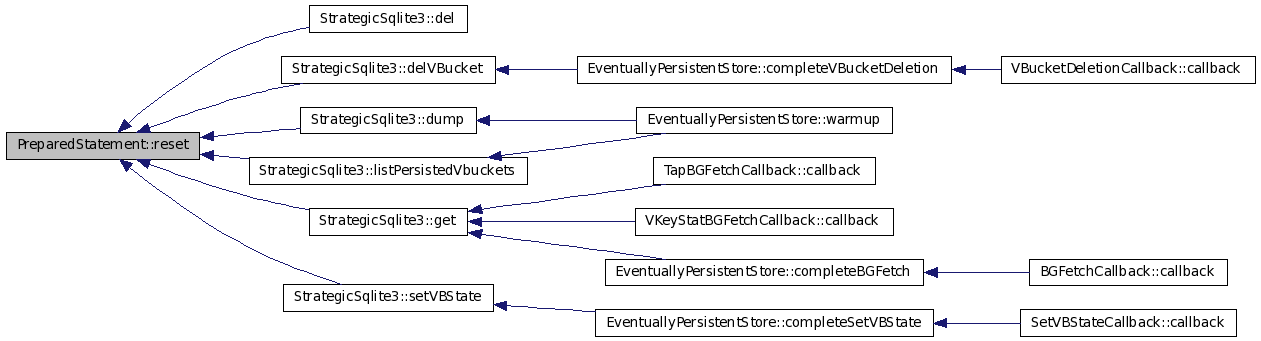 StrategicSqlite3::del
StrategicSqlite3::delVBucket
EventuallyPersistentStore::completeVBucketDeletion
VBucketDeletionCallback::callback
StrategicSqlite3::dump
EventuallyPersistentStore::warmup
PreparedStatement::reset
StrategicSqlite3::listPersistedVbuckets
TapBGFetchCallback::callback
StrategicSqlite3::get
VKeyStatBGFetchCallback::callback
EventuallyPersistentStore::completeBGFetch
BGFetchCallback::callback
StrategicSqlite3::setVBState
EventuallyPersistentStore::completeSetVBState
SetVBStateCallback::callback